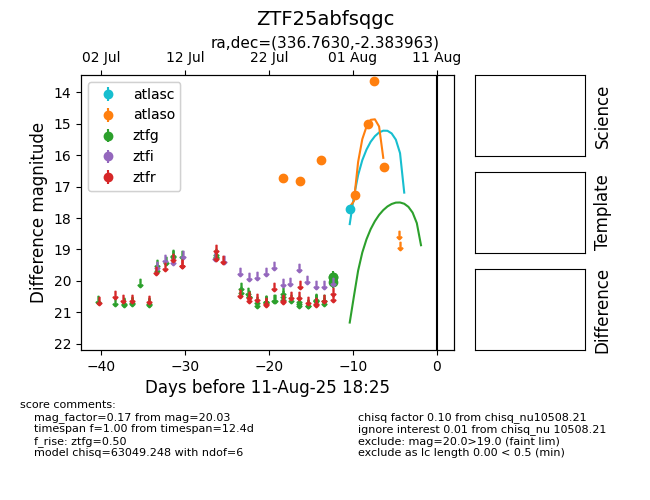 ZTF25abfsqgc
ra,dec=(336.7630,-2.383963)
02 Jul 12 Jul 22 Jul 01 Aug 11 Aug
atlasc
atlaso
ztfg
ztfi
ztfr
Difference magnitude
14
15
16
17
18
19
20
21
22
−40 −30 −20 −10 0
Days before 11-Aug-25 18:25
Science
Template
Difference
score comments:
mag_factor=0.17 from mag=20.03
timespan f=1.00 from timespan=12.4d
f_rise: ztfg=0.50
model chisq=63049.248 with ndof=6
chisq factor 0.10 from chisq_nu10508.21
ignore interest 0.01 from chisq_nu 10508.21
exclude: mag=20.0>19.0 (faint lim)
exclude as lc length 0.00 < 0.5 (min)